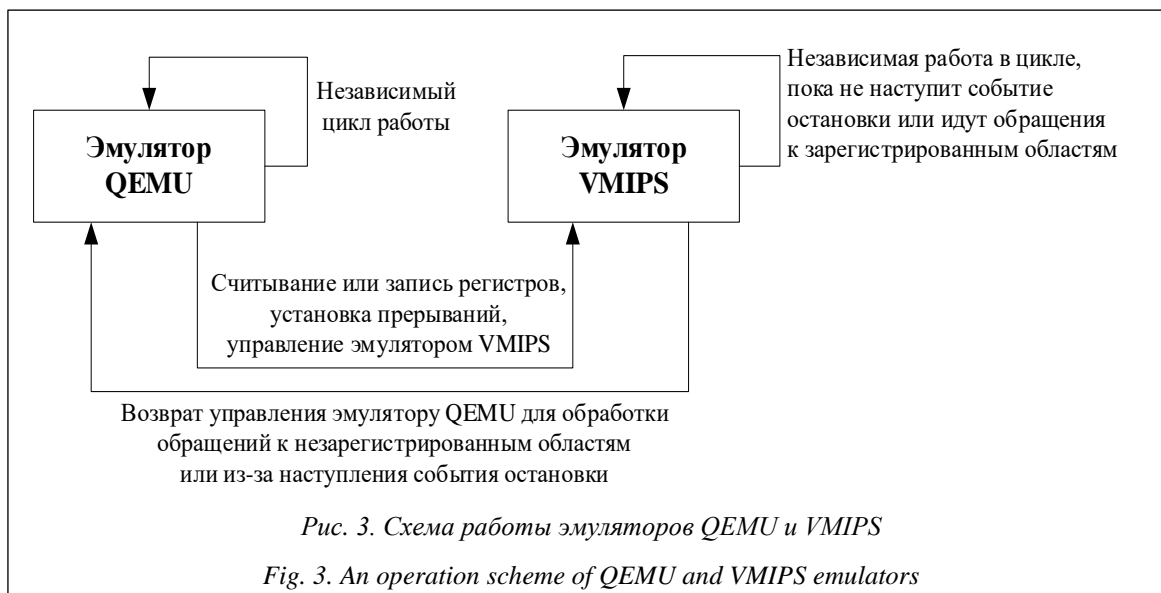 Независимый
цикл работы
Эмулятор
QEMU
Независимая работа в цикле,
пока не наступит событие
остановки или идут обращения
к зарегистрированным областям
Эмулятор
VMIPS
Считывание или запись регистров,
установка прерываний,
управление эмулятором VMIPS
Возврат управления эмулятору QEMU для обработки
обращений к незарегистрированным областям
или из-за наступления события остановки
Рис. 3. Схема работы эмуляторов QEMU и VMIPS
Fig. 3. An operation scheme of QEMU and VMIPS emulators